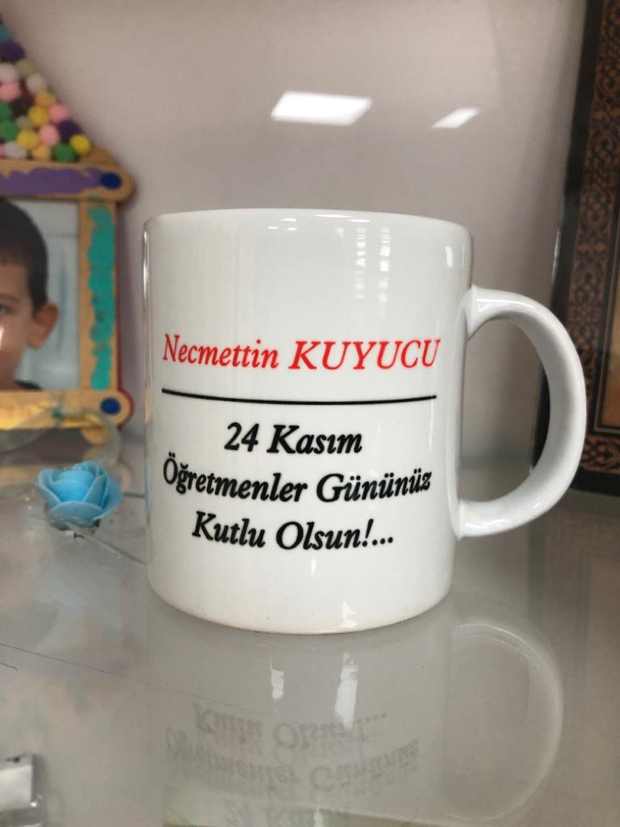 Necmettin KUYUCU
24 Kasım
Öğretmenler Gününüz
Kutlu Olsun!...